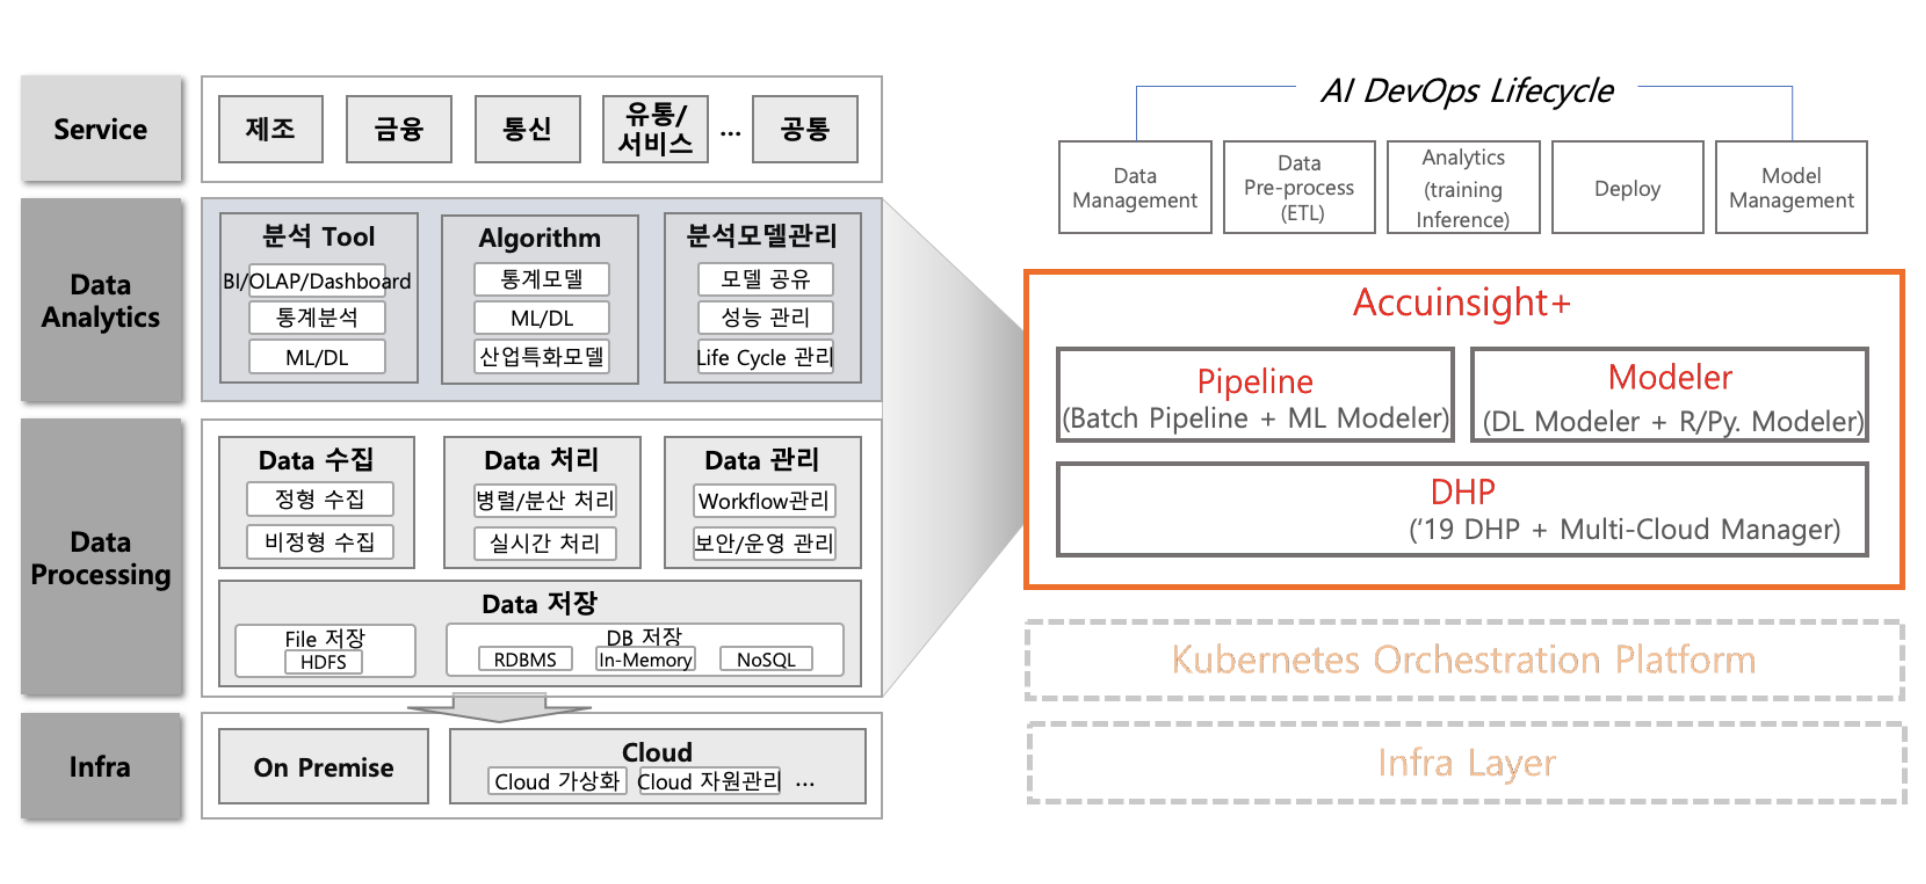 Service
제조
금융
통신
유통/
서비스
...
공통
Data
Analytics
분석 Tool
BI/OLAP/Dashboard
통계분석
ML/DL
Algorithm
통계모델
ML/DL
산업특화모델
분석모델관리
모델 공유
성능 관리
Life Cycle 관리
Data
Processing
Data 수집
정형 수집
비정형 수집
Data 처리
병렬/분산 처리
실시간 처리
Data 관리
Workflow관리
보안/운영 관리
Data 저장
File 저장
HDFS
DB 저장
RDBMS
In-Memory
NoSQL
Infra
On Premise
Cloud
Cloud 가상화
Cloud 자원관리
...
AI DevOps Lifecycle
Data
Management
Data
Pre-process
(ETL)
Analytics
(training
Inference)
Deploy
Model
Management
Accuinsight+
Pipeline
(Batch Pipeline + ML Modeler)
Modeler
(DL Modeler + R/Py. Modeler)
DHP
(‘19 DHP + Multi-Cloud Manager)
Kubernetes Orchestration Platform
Infra Layer